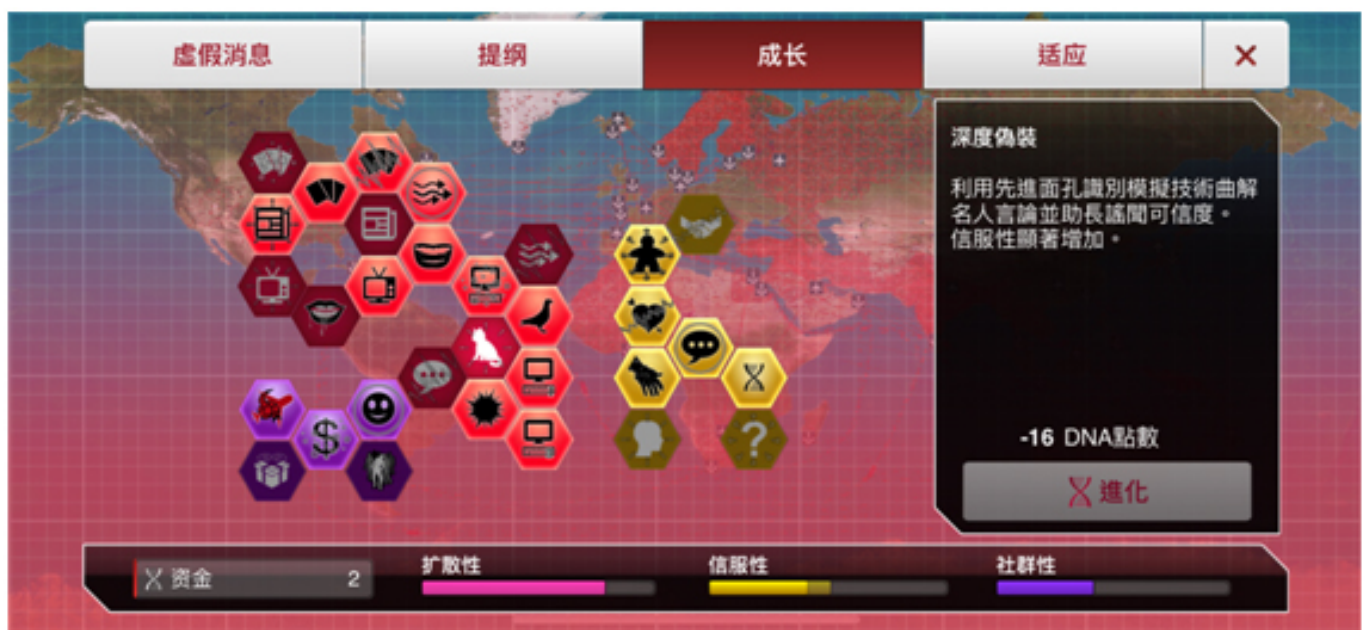 虛假消息
提纲
成长
适应
×
深度偽裝
利用先進面孔識別模擬技術曲解
名人言論並助長謠聞可信度。
信服性顯著增加。
-16 DNA點數
進化
资金 2
扩散性
信服性
社群性